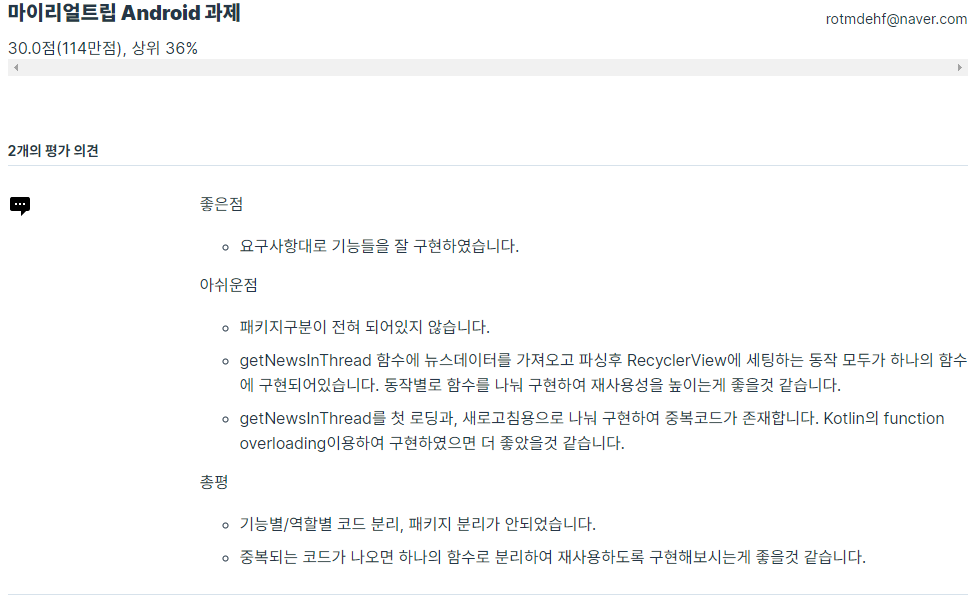 마이리얼트립 Android 과제
rotmdehf@naver.com
30.0점(114만점), 상위 36%
2개의 평가 의견
좋은점
요구사항대로 기능들을 잘 구현하였습니다.
아쉬운점
패키지구분이 전혀 되어있지 않습니다.
getNewsInThread 함수에 뉴스데이터를 가져오고 파싱후 RecyclerView에 세팅하는 동작 모두가 하나의 함수
에 구현되어있습니다. 동작별로 함수를 나눠 구현하여 재사용성을 높이는게 좋을것 같습니다.
getNewsInThread를 첫 로딩과, 새로고침용으로 나눠 구현하여 중복코드가 존재합니다. Kotlin의 function
overloading이용하여 구현하였으면 더 좋았을것 같습니다.
총평
기능별/역할별 코드 분리, 패키지 분리가 안되었습니다.
중복되는 코드가 나오면 하나의 함수로 분리하여 재사용하도록 구현해보시는게 좋을것 같습니다.